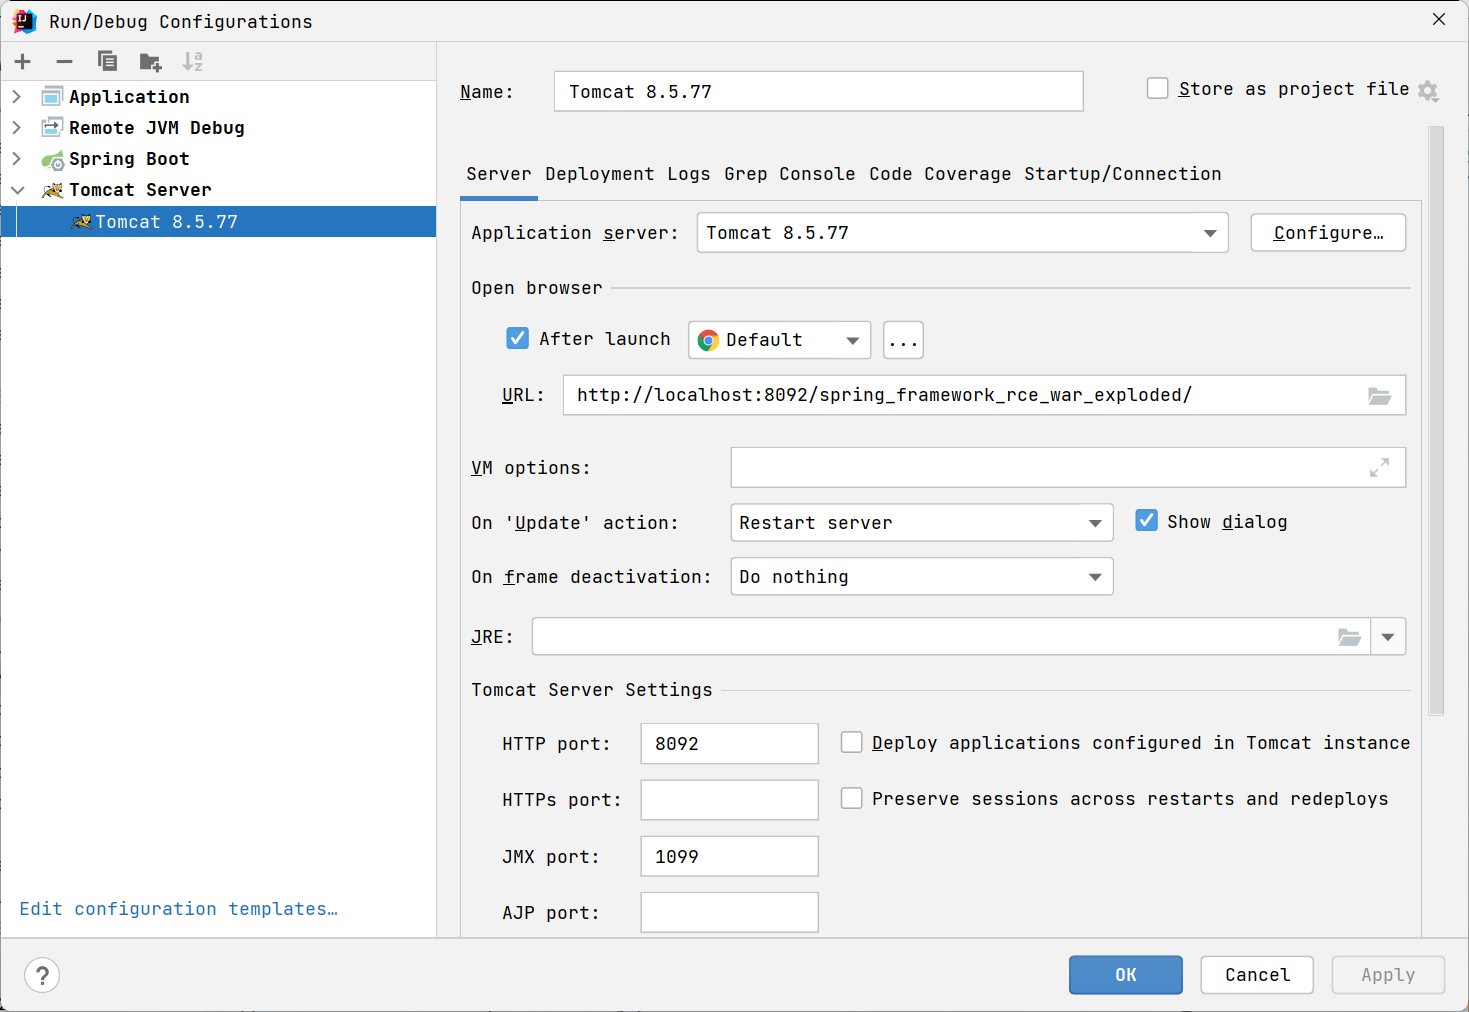 Run/Debug Configurations
Application
Remote JVM Debug
Spring Boot
Tomcat Server
Tomcat 8.5.77
Edit configuration templates…
Name: Tomcat 8.5.77 Store as project file
Server Deployment Logs Grep Console Code Coverage Startup/Connection
Application server: Tomcat 8.5.77 Configure…
Open browser
After launch Default ...
URL: http://localhost:8092/spring_framework_rce_war_exploded/
VM options:
On 'Update' action: Restart server Show dialog
On frame deactivation: Do nothing
JRE:
Tomcat Server Settings
HTTP port: 8092 Deploy applications configured in Tomcat instance
HTTPs port: Preserve sessions across restarts and redeploys
JMX port: 1099
AJP port:
? OK Cancel Apply